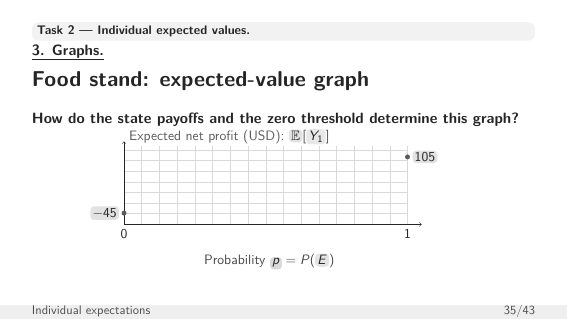 Task 2 — Individual expected values.
3. Graphs.
Food stand: expected-value graph
How do the state payoffs and the zero threshold determine this graph?
Expected net profit (USD): 𝔼[Y₁]
105
−45
0 1
Probability p = P(E)
Individual expectations 35/43